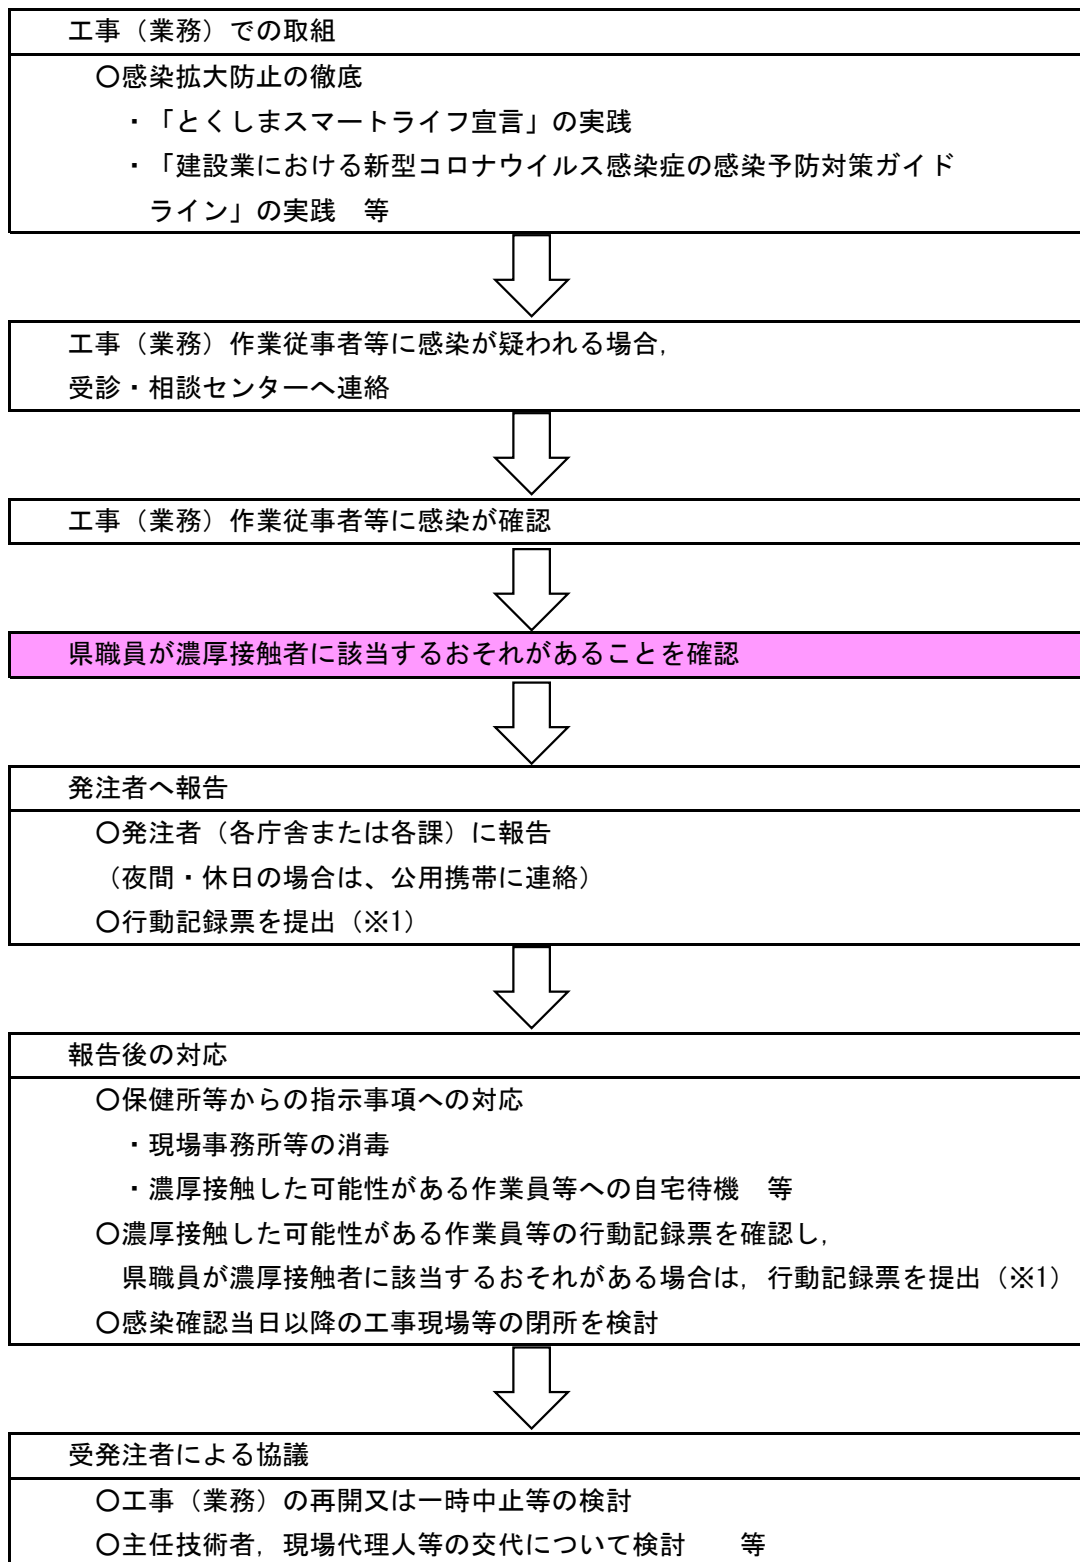 工事（業務）での取組
〇感染拡大防止の徹底
・「とくしまスマートライフ宣言」の実践
・「建設業における新型コロナウイルス感染症の感染予防対策ガイド
ライン」の実践　等
工事（業務）作業従事者等に感染が疑われる場合，
受診・相談センターへ連絡
工事（業務）作業従事者等に感染が確認
県職員が濃厚接触者に該当するおそれがあることを確認
発注者へ報告
〇発注者（各庁舎または各課）に報告
（夜間・休日の場合は、公用携帯に連絡）
〇行動記録票を提出（※1）
報告後の対応
〇保健所等からの指示事項への対応
・現場事務所等の消毒
・濃厚接触した可能性がある作業員等への自宅待機　等
〇濃厚接触した可能性がある作業員等の行動記録票を確認し，
県職員が濃厚接触者に該当するおそれがある場合は，行動記録票を提出（※1）
〇感染確認当日以降の工事現場等の閉所を検討
受発注者による協議
〇工事（業務）の再開又は一時中止等の検討
〇主任技術者，現場代理人等の交代について検討　　等